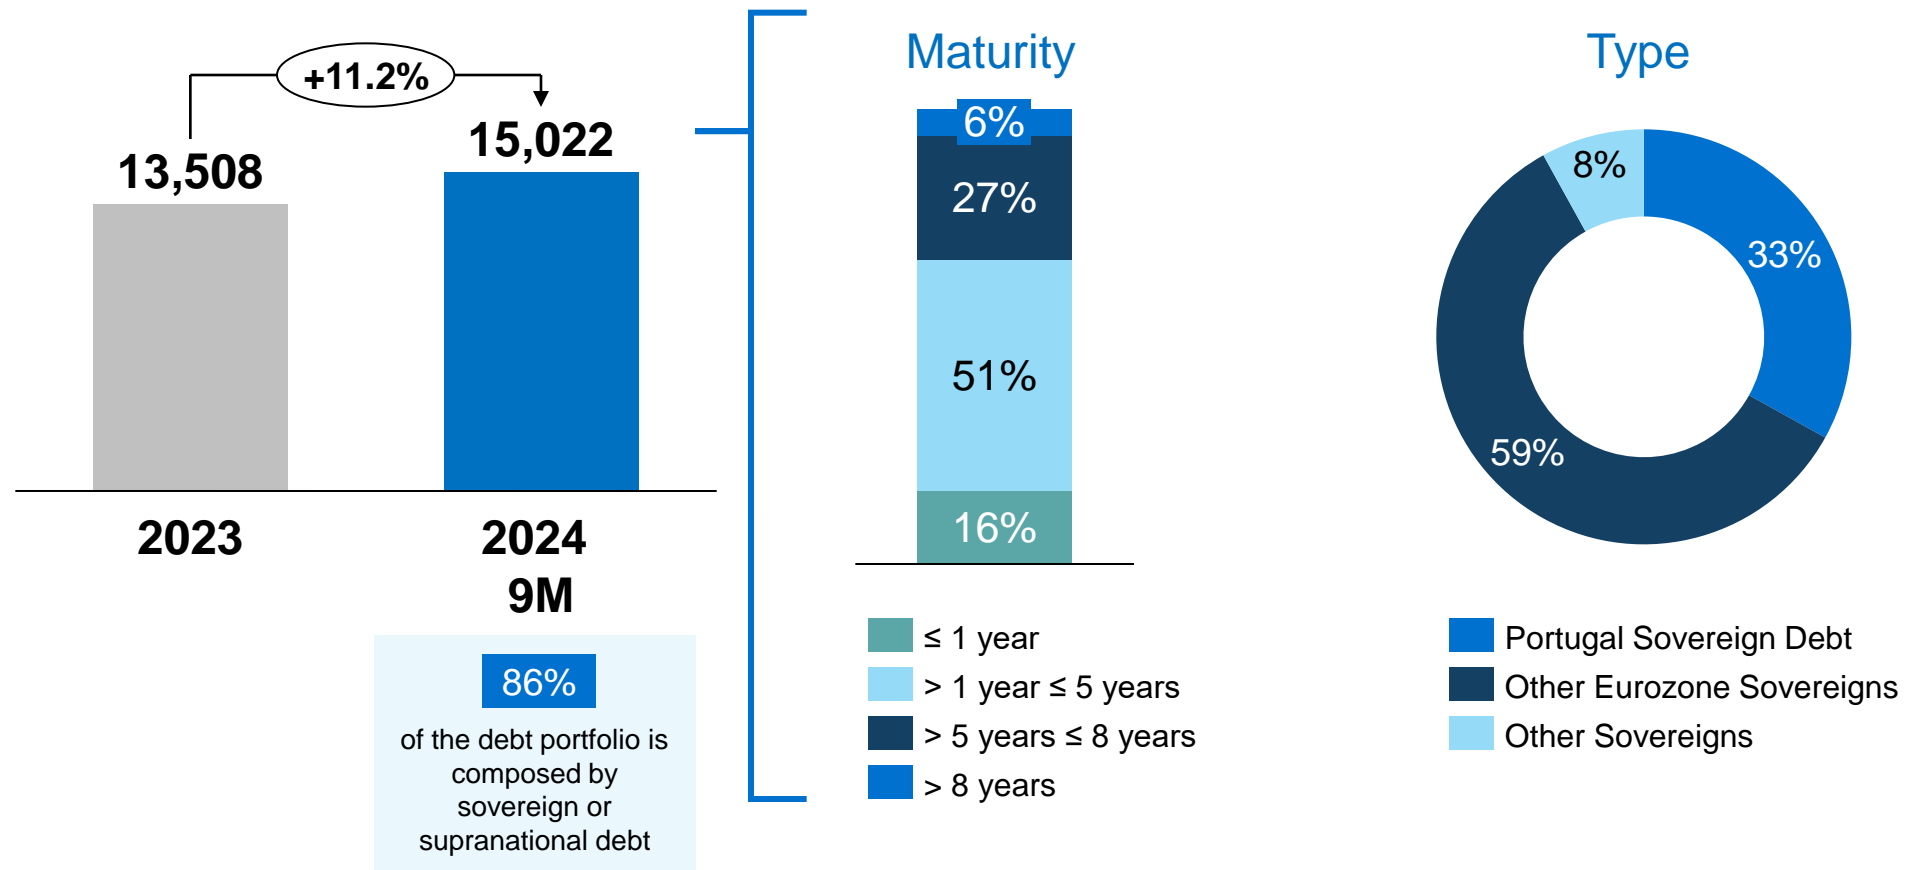 +11.2%
13,508
15,022
2023
2024
9M
86%
of the debt portfolio is
composed by
sovereign or
supranational debt
Maturity
6%
27%
51%
16%
≤ 1 year
> 1 year ≤ 5 years
> 5 years ≤ 8 years
> 8 years
Type
8%
33%
59%
Portugal Sovereign Debt
Other Eurozone Sovereigns
Other Sovereigns